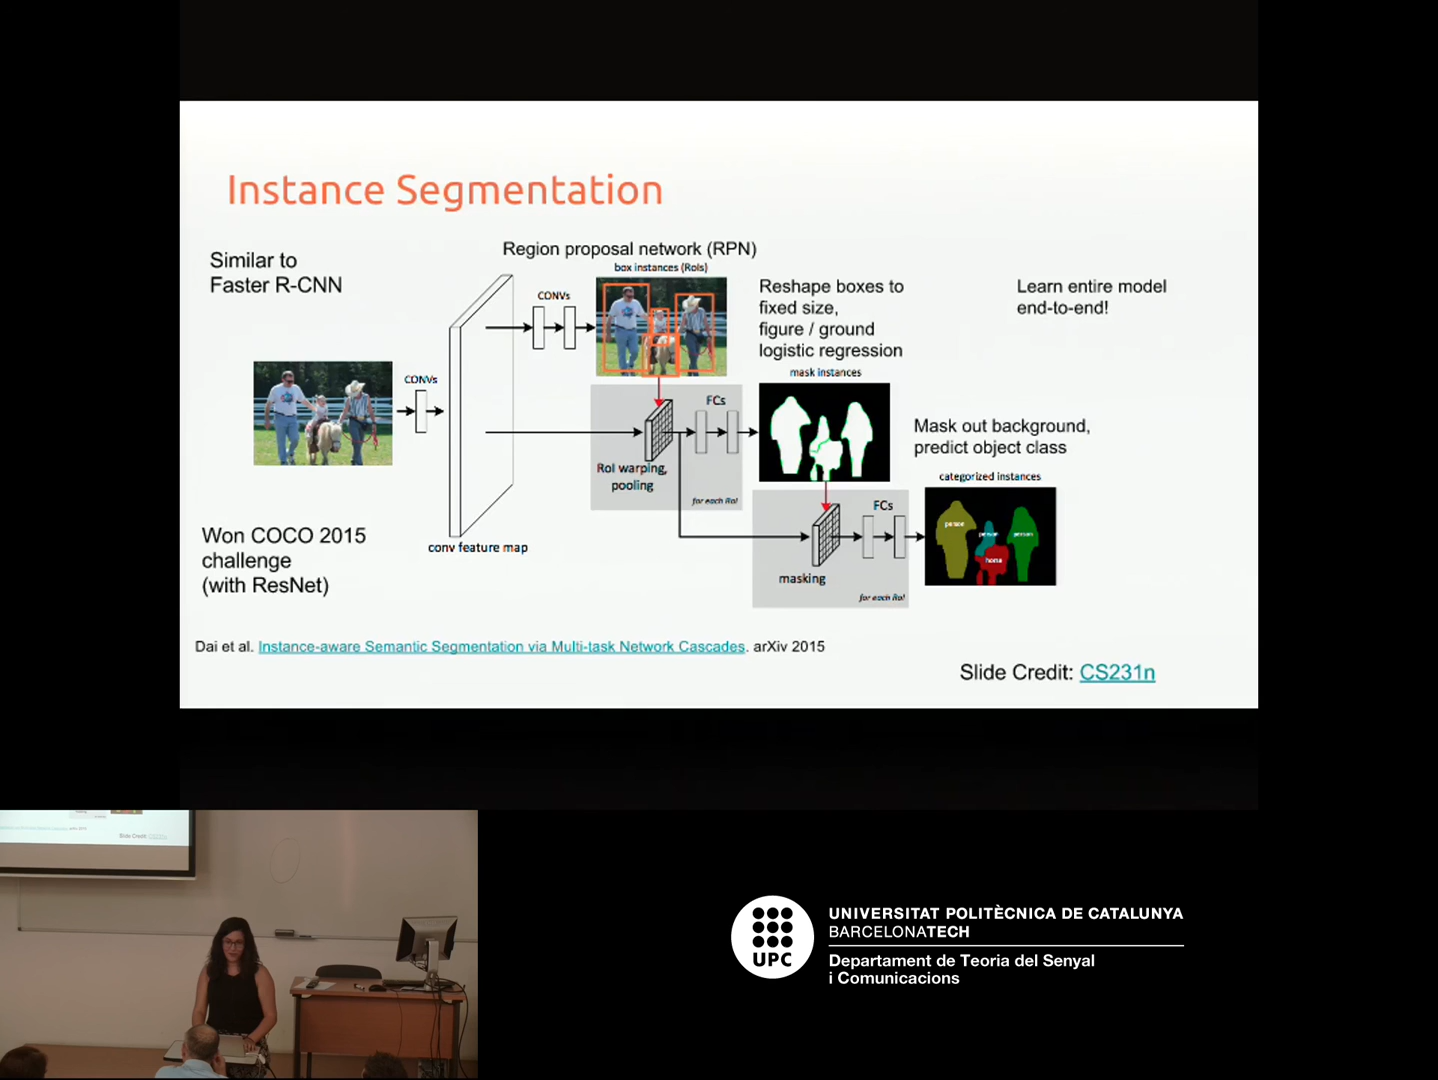 Instance Segmentation
Similar to
Faster R-CNN
Region proposal network (RPN)
box instances (RoIs)
CONVs
CONVs
conv feature map
Reshape boxes to
fixed size,
figure / ground
logistic regression
mask instances
Learn entire model
end-to-end!
FCs
RoI warping,
pooling
for each RoI
Mask out background,
predict object class
categorized instances
person
person
person
horse
FCs
masking
for each RoI
Won COCO 2015
challenge
(with ResNet)
Dai et al. Instance-aware Semantic Segmentation via Multi-task Network Cascades. arXiv 2015
Slide Credit: CS231n
Slide Credit: CS231n
UPC
UNIVERSITAT POLITÈCNICA DE CATALUNYA
BARCELONATECH
Departament de Teoria del Senyal
i Comunicacions